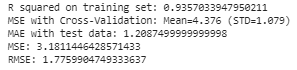 R squared on training set: 0.9357033947950211
MSE with Cross-Validation: Mean=4.376 (STD=1.079)
MAE with test data: 1.2087499999999998
MSE: 3.1811446428571433
RMSE: 1.7759904749333637